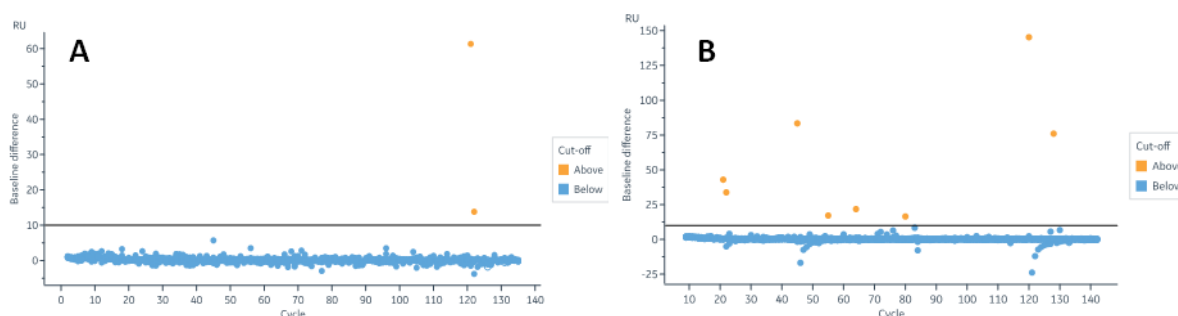 RU
A
60
50
40
30
20
10
0
0 10 20 30 40 50 60 70 80 90 100 110 120 130 140
Cycle
Baseline difference
Cut-off
Above
Below
RU
B
150
125
100
75
50
25
0
-25
10 20 30 40 50 60 70 80 90 100 110 120 130 140
Cycle
Baseline difference
Cut-off
Above
Below